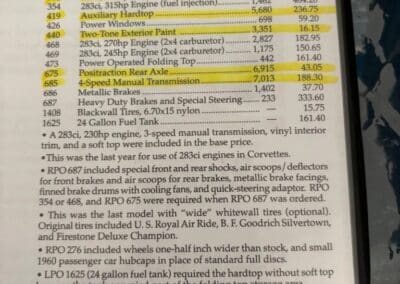 354 283ci, 315hp Engine (fuel injection)
419 Auxiliary Hardtop 5,680 236.75
426 Power Windows 698 59.20
440 Two-Tone Exterior Paint 3,351 16.15
468 283ci, 270hp Engine (2x4 carburetor) 2,827 182.95
469 283ci, 245hp Engine (2x4 carburetor) 1,175 150.65
473 Power Operated Folding Top 442 161.40
675 Positraction Rear Axle 6,915 43.05
685 4-Speed Manual Transmission 7,013 188.30
686 Metallic Brakes 1,402 37.70
687 Heavy Duty Brakes and Special Steering 233 333.60
1408 Blackwall Tires, 6.70x15 nylon — 15.75
1625 24 Gallon Fuel Tank — 161.40
• A 283ci, 230hp engine, 3-speed manual transmission, vinyl interior
trim, and a soft top were included in the base price.
•This was the last year for use of 283ci engines in Corvettes.
• RPO 687 included special front and rear shocks, air scoops/deflectors
for front brakes and air scoops for rear brakes, metallic brake facings,
finned brake drums with cooling fans, and quick-steering adaptor. RPO
354 or 468, and RPO 675 were required when RPO 687 was ordered.
• This was the last model with "wide" whitewall tires (optional).
Original tires included U. S. Royal Air Ride, B. F. Goodrich Silvertown,
and Firestone Deluxe Champion.
• RPO 276 included wheels one-half inch wider than stock, and small
1960 passenger car hubcaps in place of standard full discs.
• LPO 1625 (24 gallon fuel tank) required the hardtop without soft top